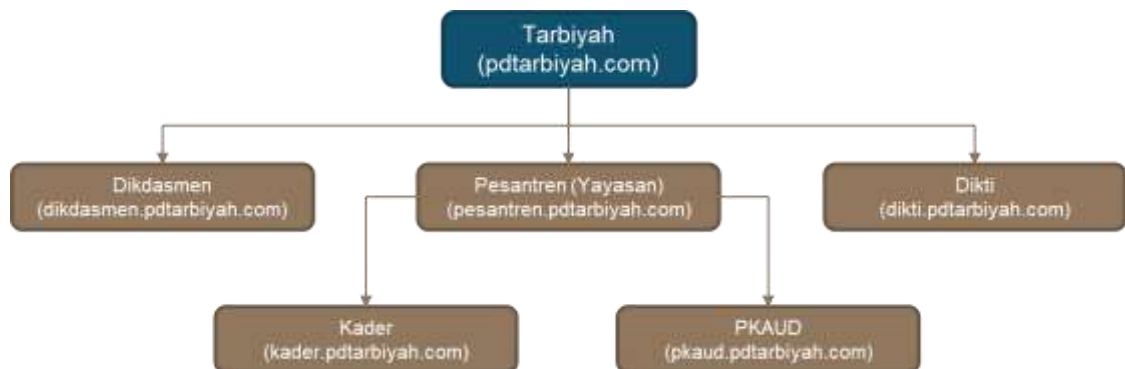 Tarbiyah
(pdtarbiyah.com)
Dikdasmen
(dikdasmen.pdtarbiyah.com)
Pesantren (Yayasan)
(pesantren.pdtarbiyah.com)
Dikti
(dikti.pdtarbiyah.com)
Kader
(kader.pdtarbiyah.com)
PKAUD
(pkaud.pdtarbiyah.com)